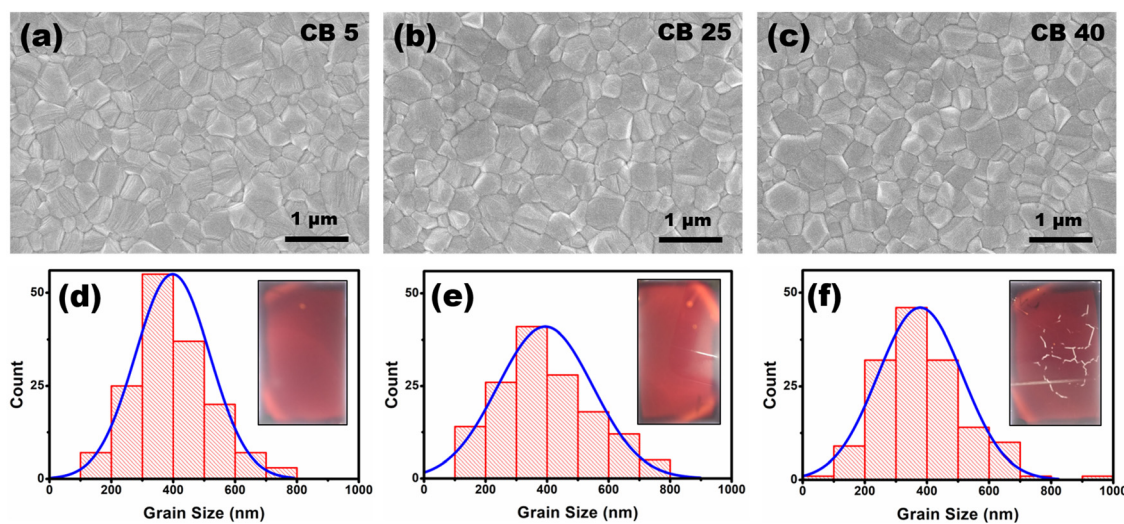 (a) CB 5
(b) CB 25
(c) CB 40
1 µm
1 µm
1 µm
(d)
50
25
0
Count
0 200 400 600 800 1000
Grain Size (nm)
(e)
50
25
0
Count
0 200 400 600 800 1000
Grain Size (nm)
(f)
50
25
0
Count
0 200 400 600 800 1000
Grain Size (nm)